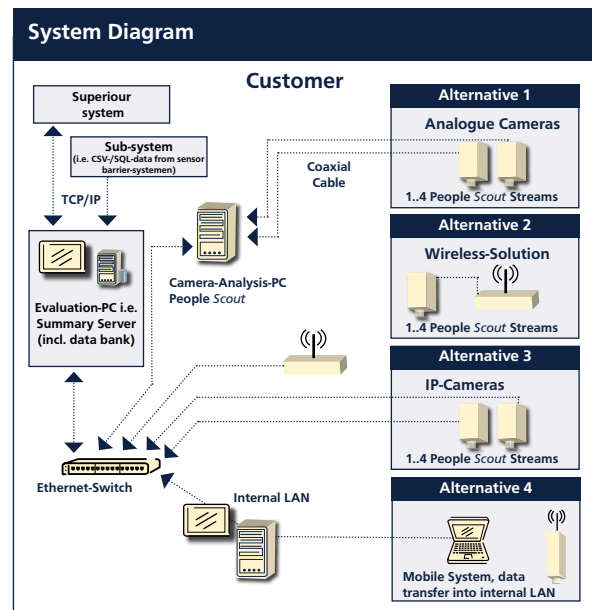 System Diagram
Customer
Superiour
system
Sub-system
(i.e. CSV-/SQL-data from sensor
barrier-systemen)
TCP/IP
Evaluation-PC i.e.
Summary Server
(incl. data bank)
Coaxial
Cable
Camera-Analysis-PC
People Scout
Ethernet-Switch
Internal LAN
Alternative 1
Analogue Cameras
1..4 People Scout Streams
Alternative 2
Wireless-Solution
1..4 People Scout Streams
Alternative 3
IP-Cameras
1..4 People Scout Streams
Alternative 4
Mobile System, data
transfer into internal LAN